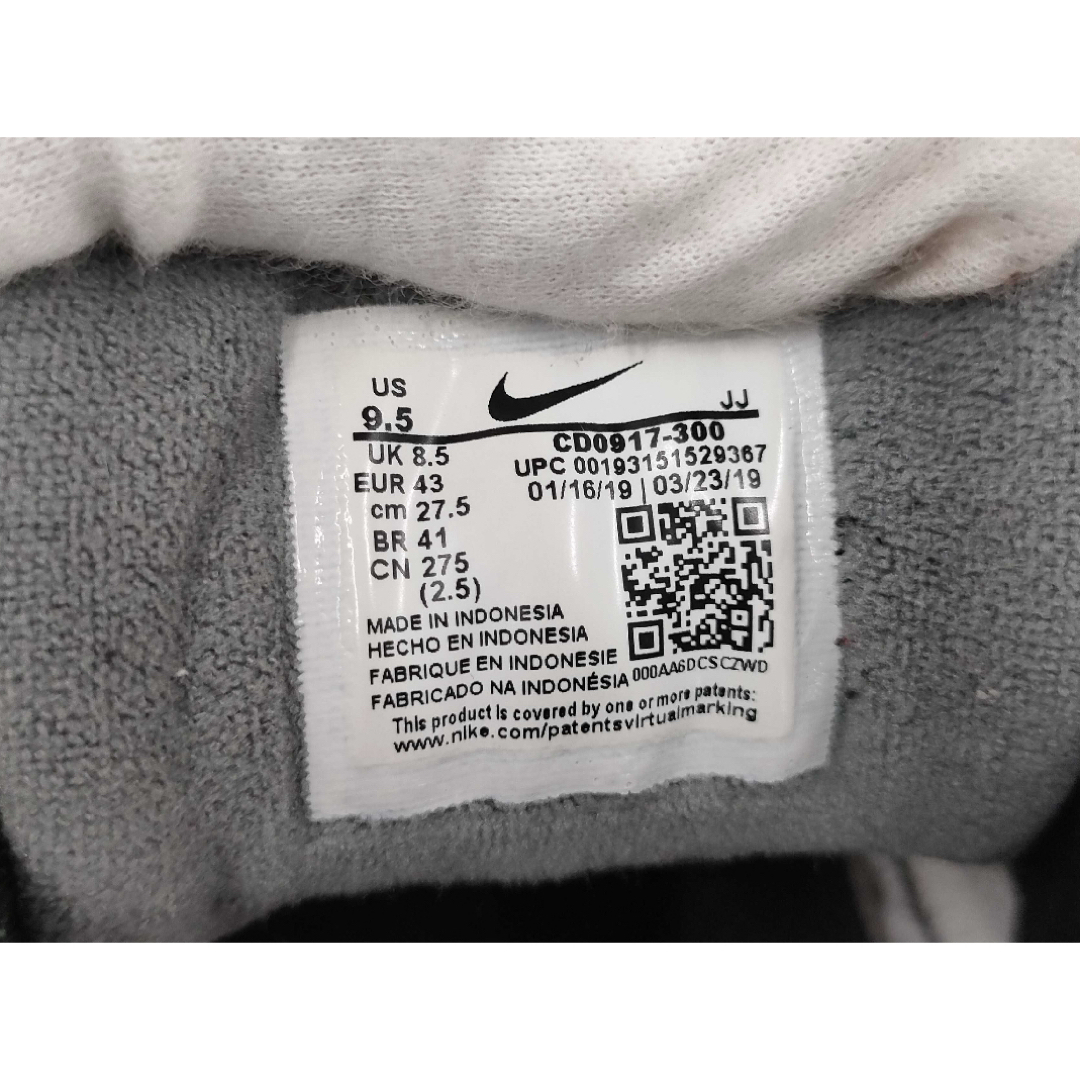 US
9.5
JJ
UK 8.5
EUR 43
cm 27.5
BR 41
CN 275
(2.5)
CD0917-300
UPC 00193151529367
01/16/19 | 03/23/19
MADE IN INDONESIA
HECHO EN INDONESIA
FABRIQUE EN INDONESIE
FABRICADO NA INDONÉSIA
000AA6DCSCZWD
This product is covered by one or more patents:
www.nike.com/patentsvirtualmarking